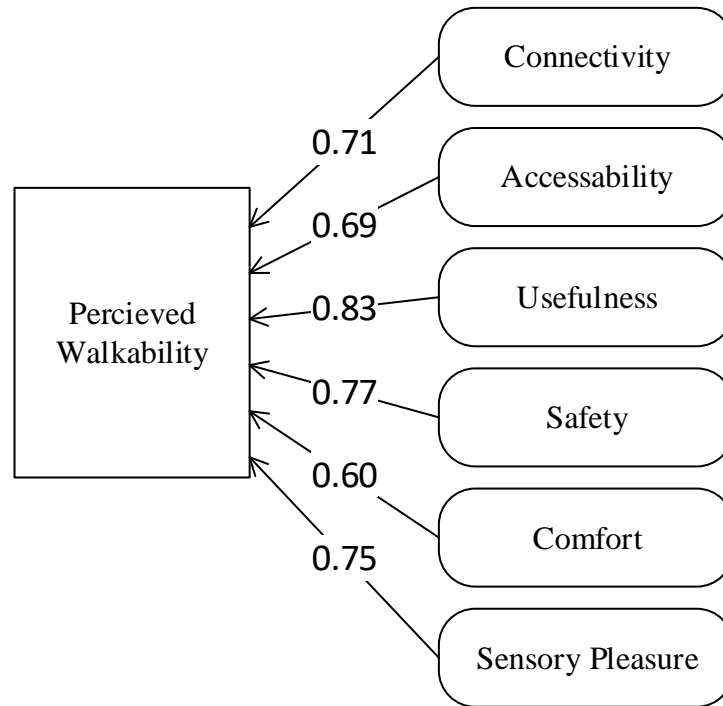 Connectivity
0.71
Accessability
0.69
Percieved
Walkability
0.83
Usefulness
0.77
Safety
0.60
Comfort
0.75
Sensory Pleasure